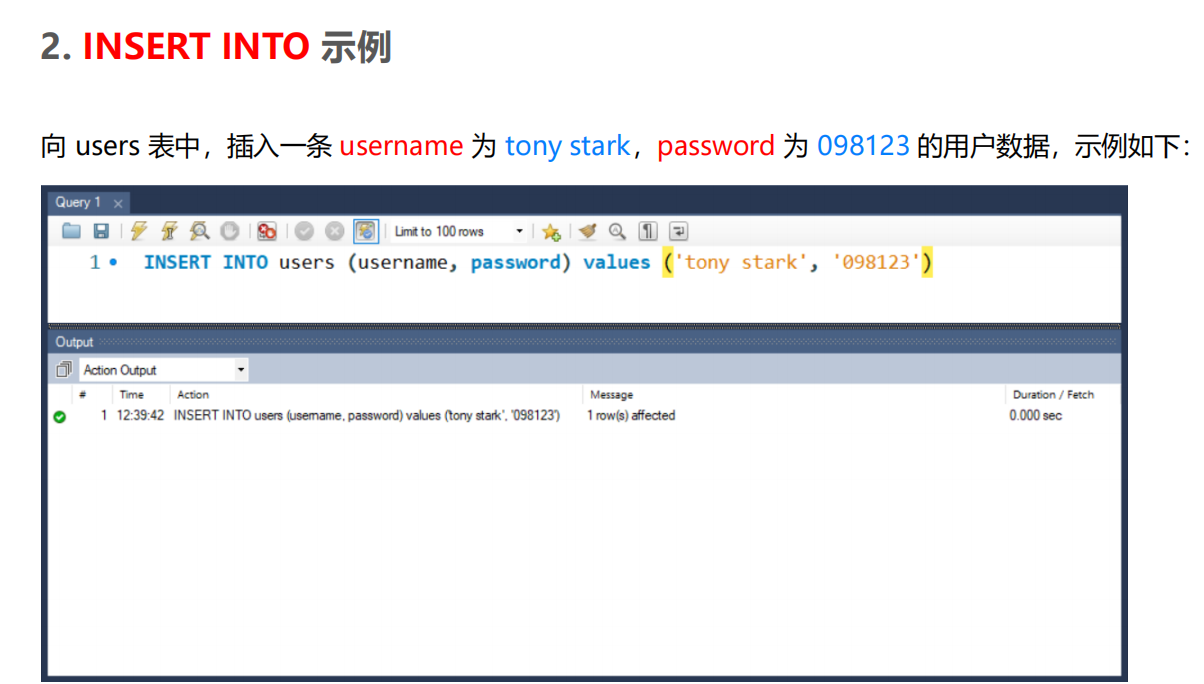 2. INSERT INTO 示例
向 users 表中，插入一条 username 为 tony stark，password 为 098123 的用户数据，示例如下：
Query 1
Limit to 100 rows
1 INSERT INTO users (username, password) values ('tony stark', '098123')
Output
Action Output
# Time Action Message Duration / Fetch
1 12:39:42 INSERT INTO users (username, password) values ('tony stark', '098123') 1 row(s) affected 0.000 sec